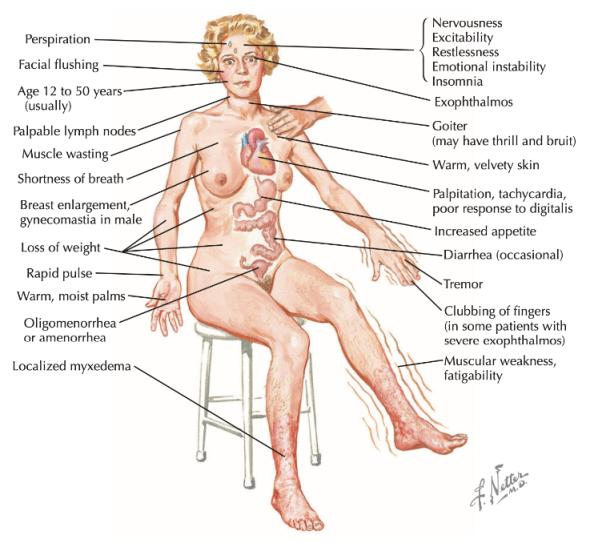 Perspiration
Facial flushing
Age 12 to 50 years
(usually)
Palpable lymph nodes
Muscle wasting
Shortness of breath
Breast enlargement,
gynecomastia in male
Loss of weight
Rapid pulse
Warm, moist palms
Oligomenorrhea
or amenorrhea
Localized myxedema
Nervousness
Excitability
Restlessness
Emotional instability
Insomnia
Exophthalmos
Goiter
(may have thrill and bruit)
Warm, velvety skin
Palpitation, tachycardia,
poor response to digitalis
Increased appetite
Diarrhea (occasional)
Tremor
Clubbing of fingers
(in some patients with
severe exophthalmos)
Muscular weakness,
fatigability
F. Netter
M.D.